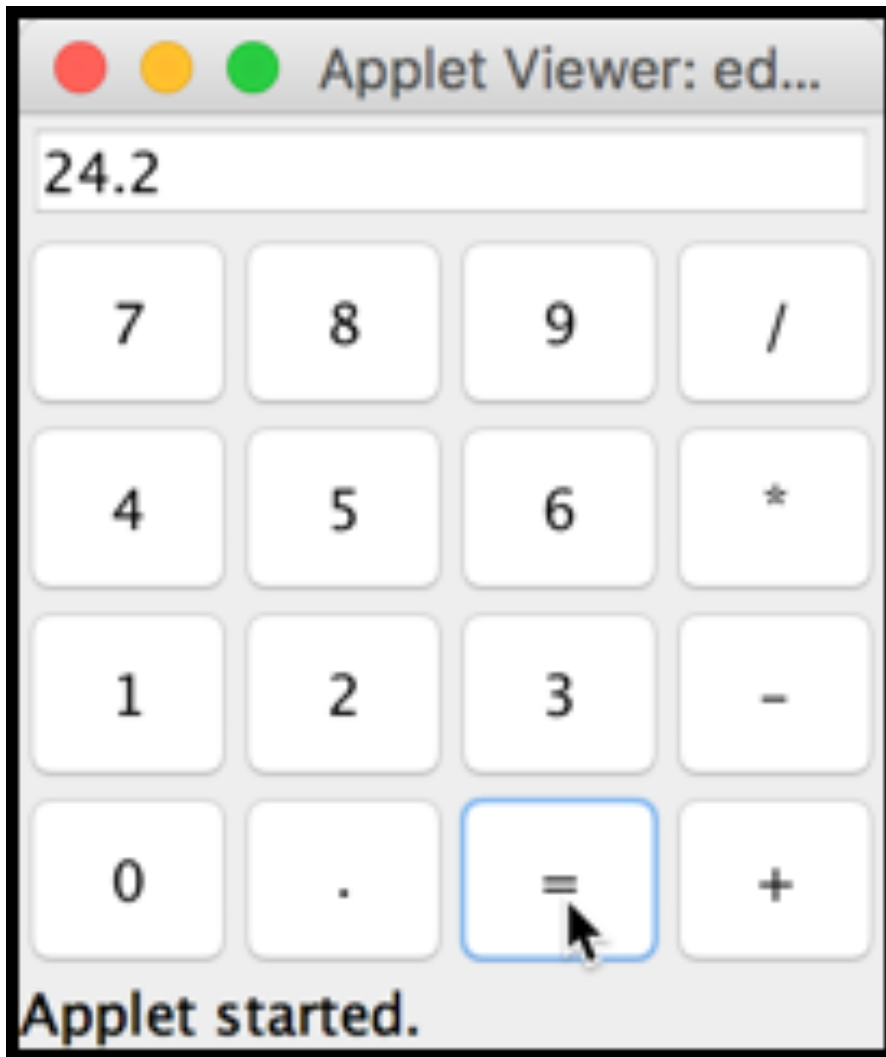 Applet Viewer: ed...
24.2
7 8 9 /
4 5 6 *
1 2 3 -
0 . = +
Applet started.